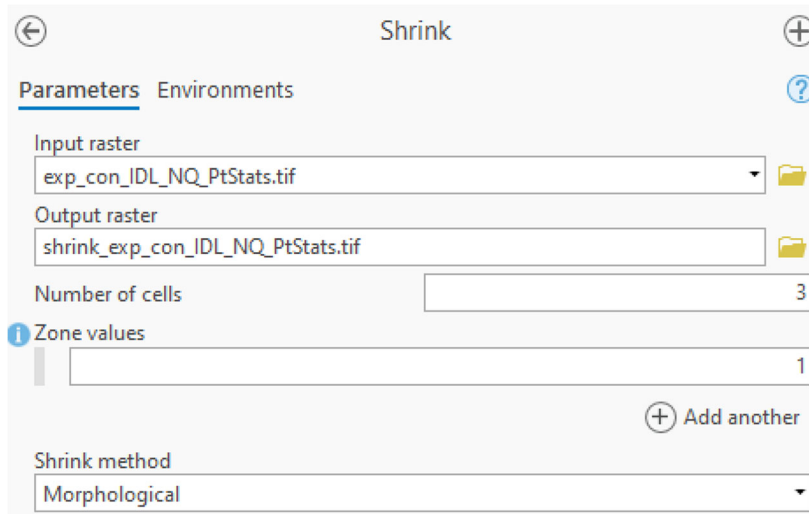 Shrink
Parameters Environments
Input raster
exp_con_IDL_NQ_PtStats.tif
Output raster
shrink_exp_con_IDL_NQ_PtStats.tif
Number of cells 3
Zone values
1
Add another
Shrink method
Morphological